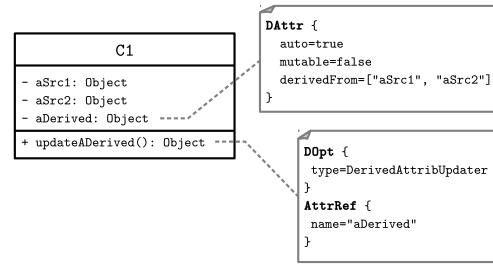 C1
- aSrc1: Object
- aSrc2: Object
- aDerived: Object
+ updateADerived(): Object
DAttr {
auto=true
mutable=false
derivedFrom=["aSrc1", "aSrc2"]
}
DOpt {
type=DerivedAttribUpdater
}
AttrRef {
name="aDerived"
}